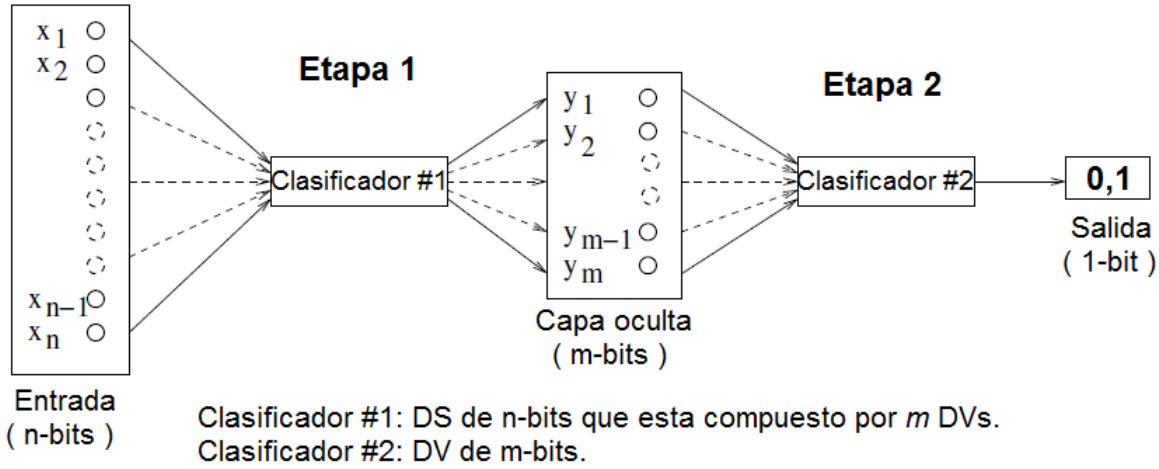 x1
x2
xn−1
xn
Entrada
( n-bits )
Etapa 1
Clasificador #1
y1
y2
ym−1
ym
Capa oculta
( m-bits )
Etapa 2
Clasificador #2
0,1
Salida
( 1-bit )
Clasificador #1: DS de n-bits que esta compuesto por m DVs.
Clasificador #2: DV de m-bits.